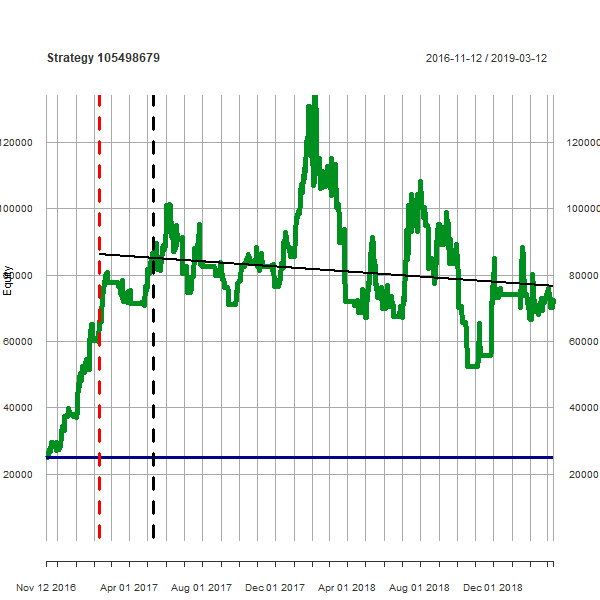 Strategy 105498679
2016-11-12 / 2019-03-12
120000
120000
100000
100000
Equity
80000
80000
60000
60000
40000
40000
20000
20000
Nov 12 2016
Apr 01 2017
Aug 01 2017
Dec 01 2017
Apr 01 2018
Aug 01 2018
Dec 01 2018